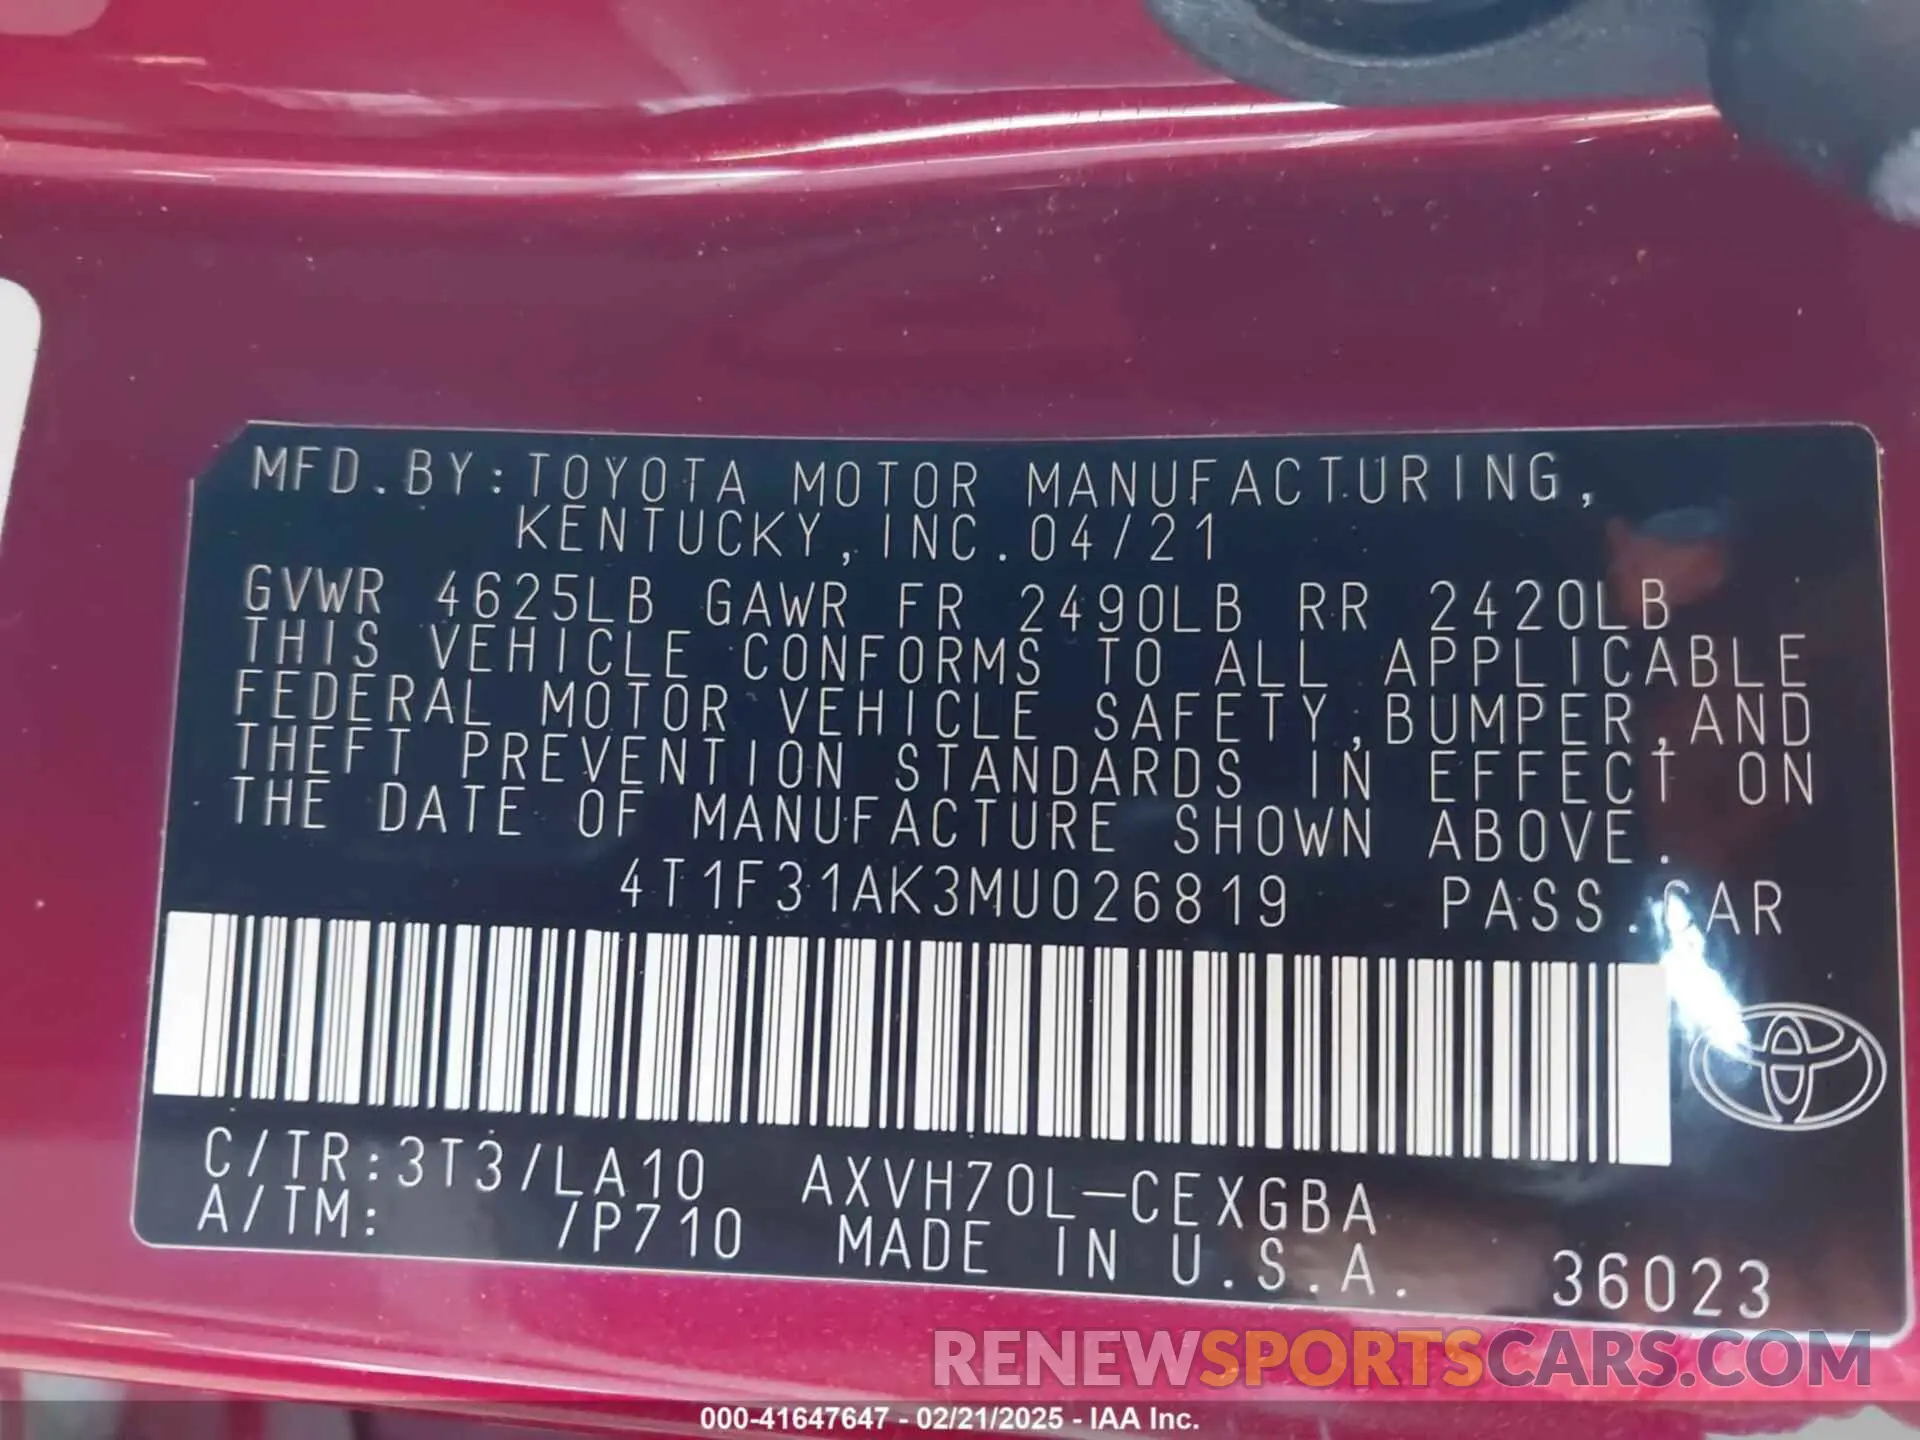 MFD.BY:TOYOTA MOTOR MANUFACTURING,
KENTUCKY,INC.04/21
GVWR 4625LB GAWR FR 2490LB RR 2420LB
THIS VEHICLE CONFORMS TO ALL APPLICABLE
FEDERAL MOTOR VEHICLE SAFETY,BUMPER,AND
THEFT PREVENTION STANDARDS IN EFFECT ON
THE DATE OF MANUFACTURE SHOWN ABOVE.
4T1F31AK3MU026819 PASS.CAR
C/TR:3T3/LA10 AXVH70L-CEXGBA
A/TM: /P710 MADE IN U.S.A. 36023
RENEWSPORTSCARS.COM
000-41647647 - 02/21/2025 - IAA Inc.